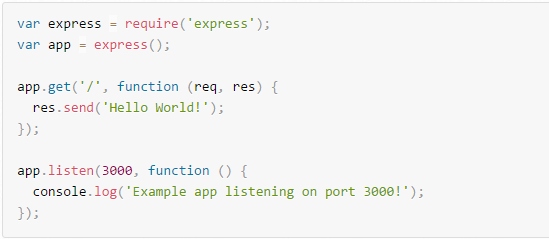 var express = require('express');
var app = express();

app.get('/', function (req, res) {
  res.send('Hello World!');
});

app.listen(3000, function () {
  console.log('Example app listening on port 3000!');
});